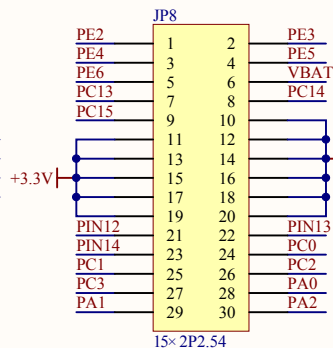 JP8
PE2 1 2 PE3
PE4 3 4 PE5
PE6 5 6 VBAT
PC13 7 8 PC14
PC15 9 10
11 12
13 14
+3.3V 15 16
17 18
19 20
PIN12 21 22 PIN13
PIN14 23 24 PC0
PC1 25 26 PC2
PC3 27 28 PA0
PA1 29 30 PA2
15×2P2.54